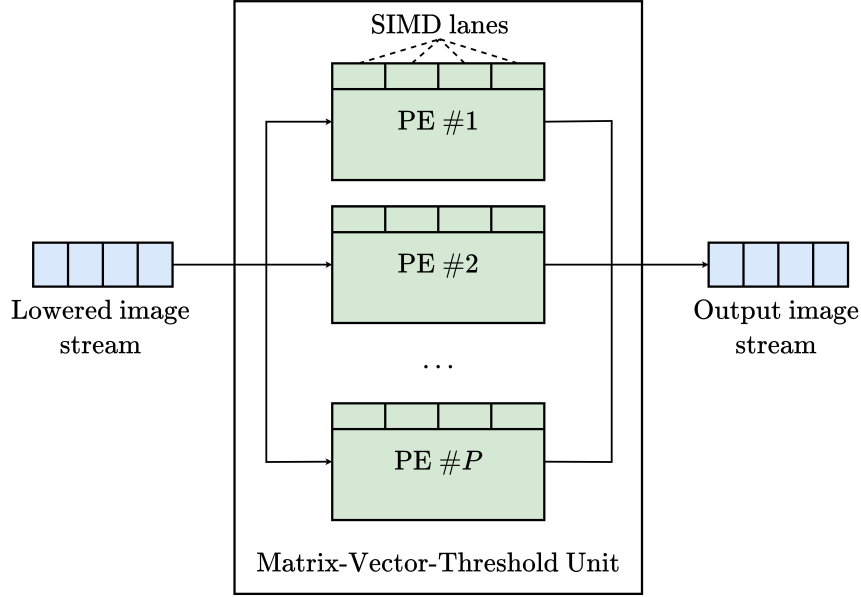 SIMD lanes
PE #1
PE #2
Lowered image
stream
Output image
stream
...
PE #P
Matrix-Vector-Threshold Unit